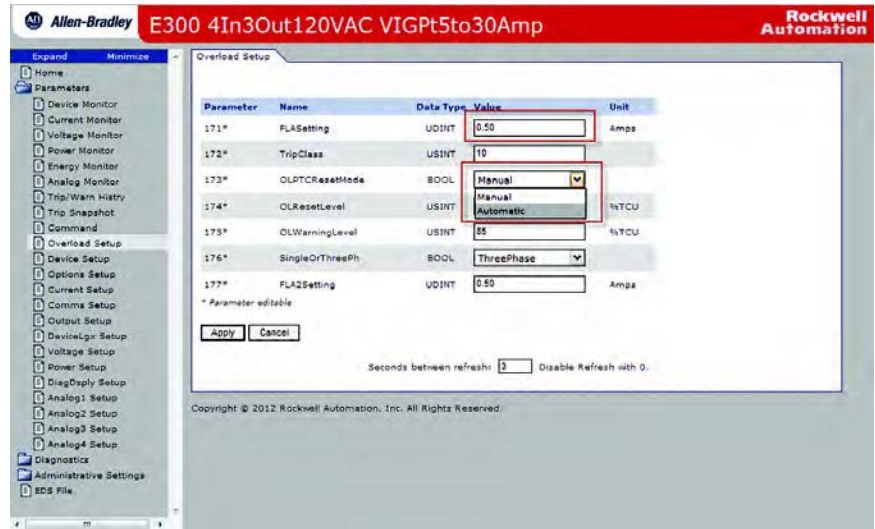 Allen-Bradley
E300 4In3Out120VAC VIGPt5to30Amp
Rockwell Automation
Expand Minimize
Home
Parameters
Device Monitor
Current Monitor
Voltage Monitor
Power Monitor
Energy Monitor
Analog Monitor
Trip/Warn Histry
Trip Snapshot
Command
Overload Setup
Device Setup
Options Setup
Current Setup
Comms Setup
Output Setup
DeviceLgx Setup
Voltage Setup
Power Setup
DiagDsply Setup
Analog1 Setup
Analog2 Setup
Analog3 Setup
Analog4 Setup
Diagnostics
Administrative Settings
EDS File
Overload Setup
Parameter Name Data Type Value Unit
171* FLASetting UDINT 0.50 Amps
172* TripClass USINT 10
173* OLPTCResetMode BOOL Manual
Manual
Automatic
174* OLResetLevel USINT %TCU
175* OLWarningLevel USINT 85 %TCU
176* SingleOrThreePh BOOL ThreePhase
177* FLA2Setting UDINT 0.50 Amps
* Parameter editable
Apply Cancel
Seconds between refresh: 3 Disable Refresh with 0.
Copyright © 2012 Rockwell Automation, Inc. All Rights Reserved.